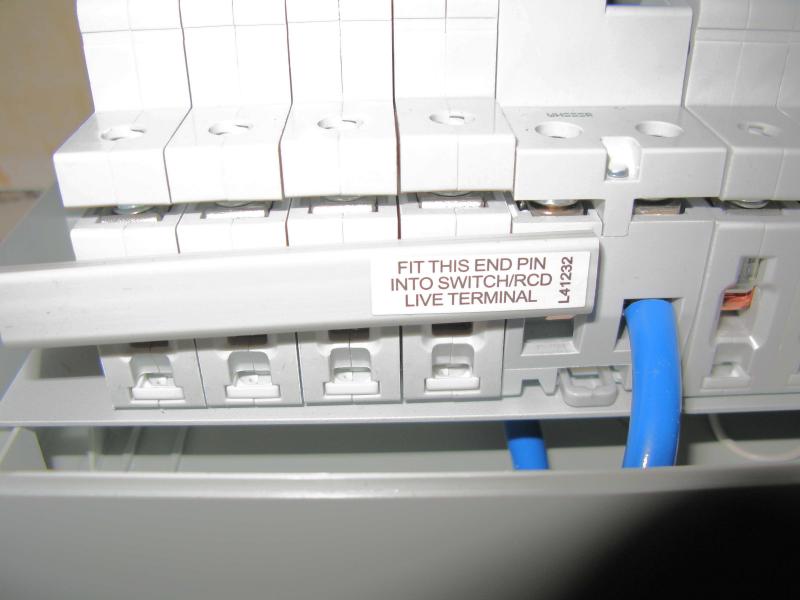 FIT THIS END PIN
INTO SWITCH/RCD
LIVE TERMINAL
L41232